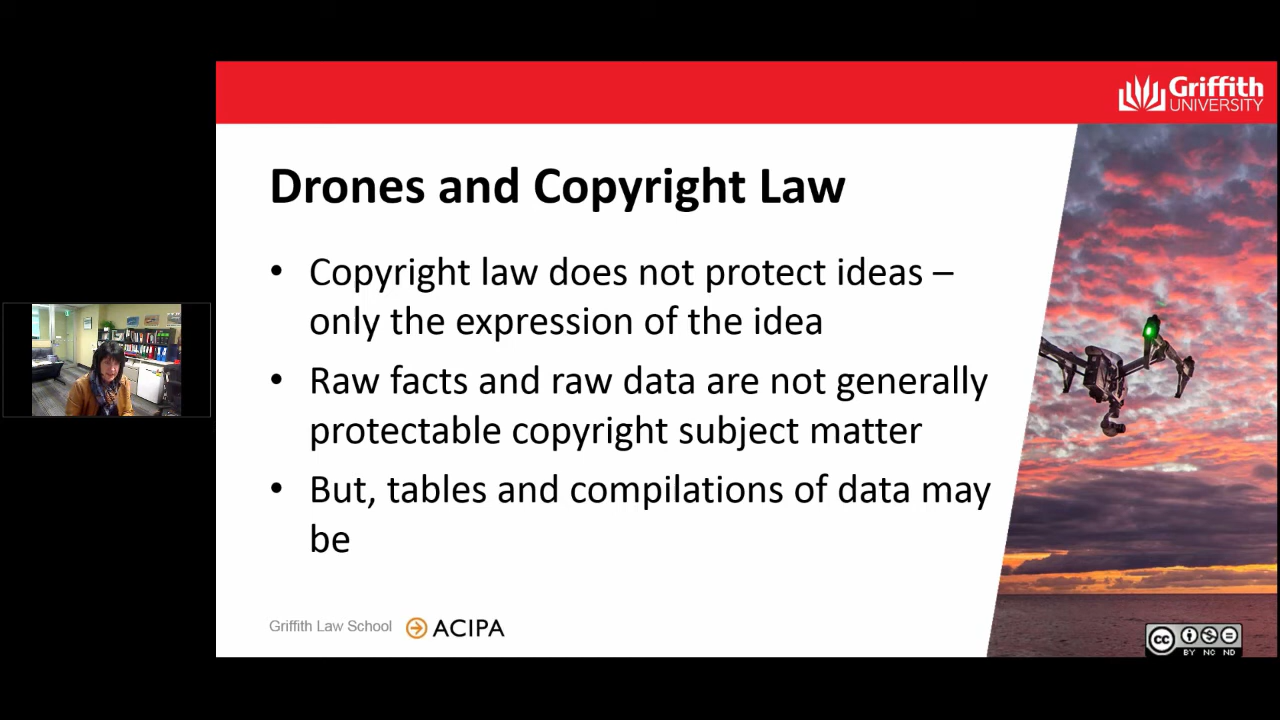 Griffith
UNIVERSITY
Drones and Copyright Law
• Copyright law does not protect ideas –
only the expression of the idea
• Raw facts and raw data are not generally
protectable copyright subject matter
• But, tables and compilations of data may
be
Griffith Law School ACIPA
cc
BY NC ND